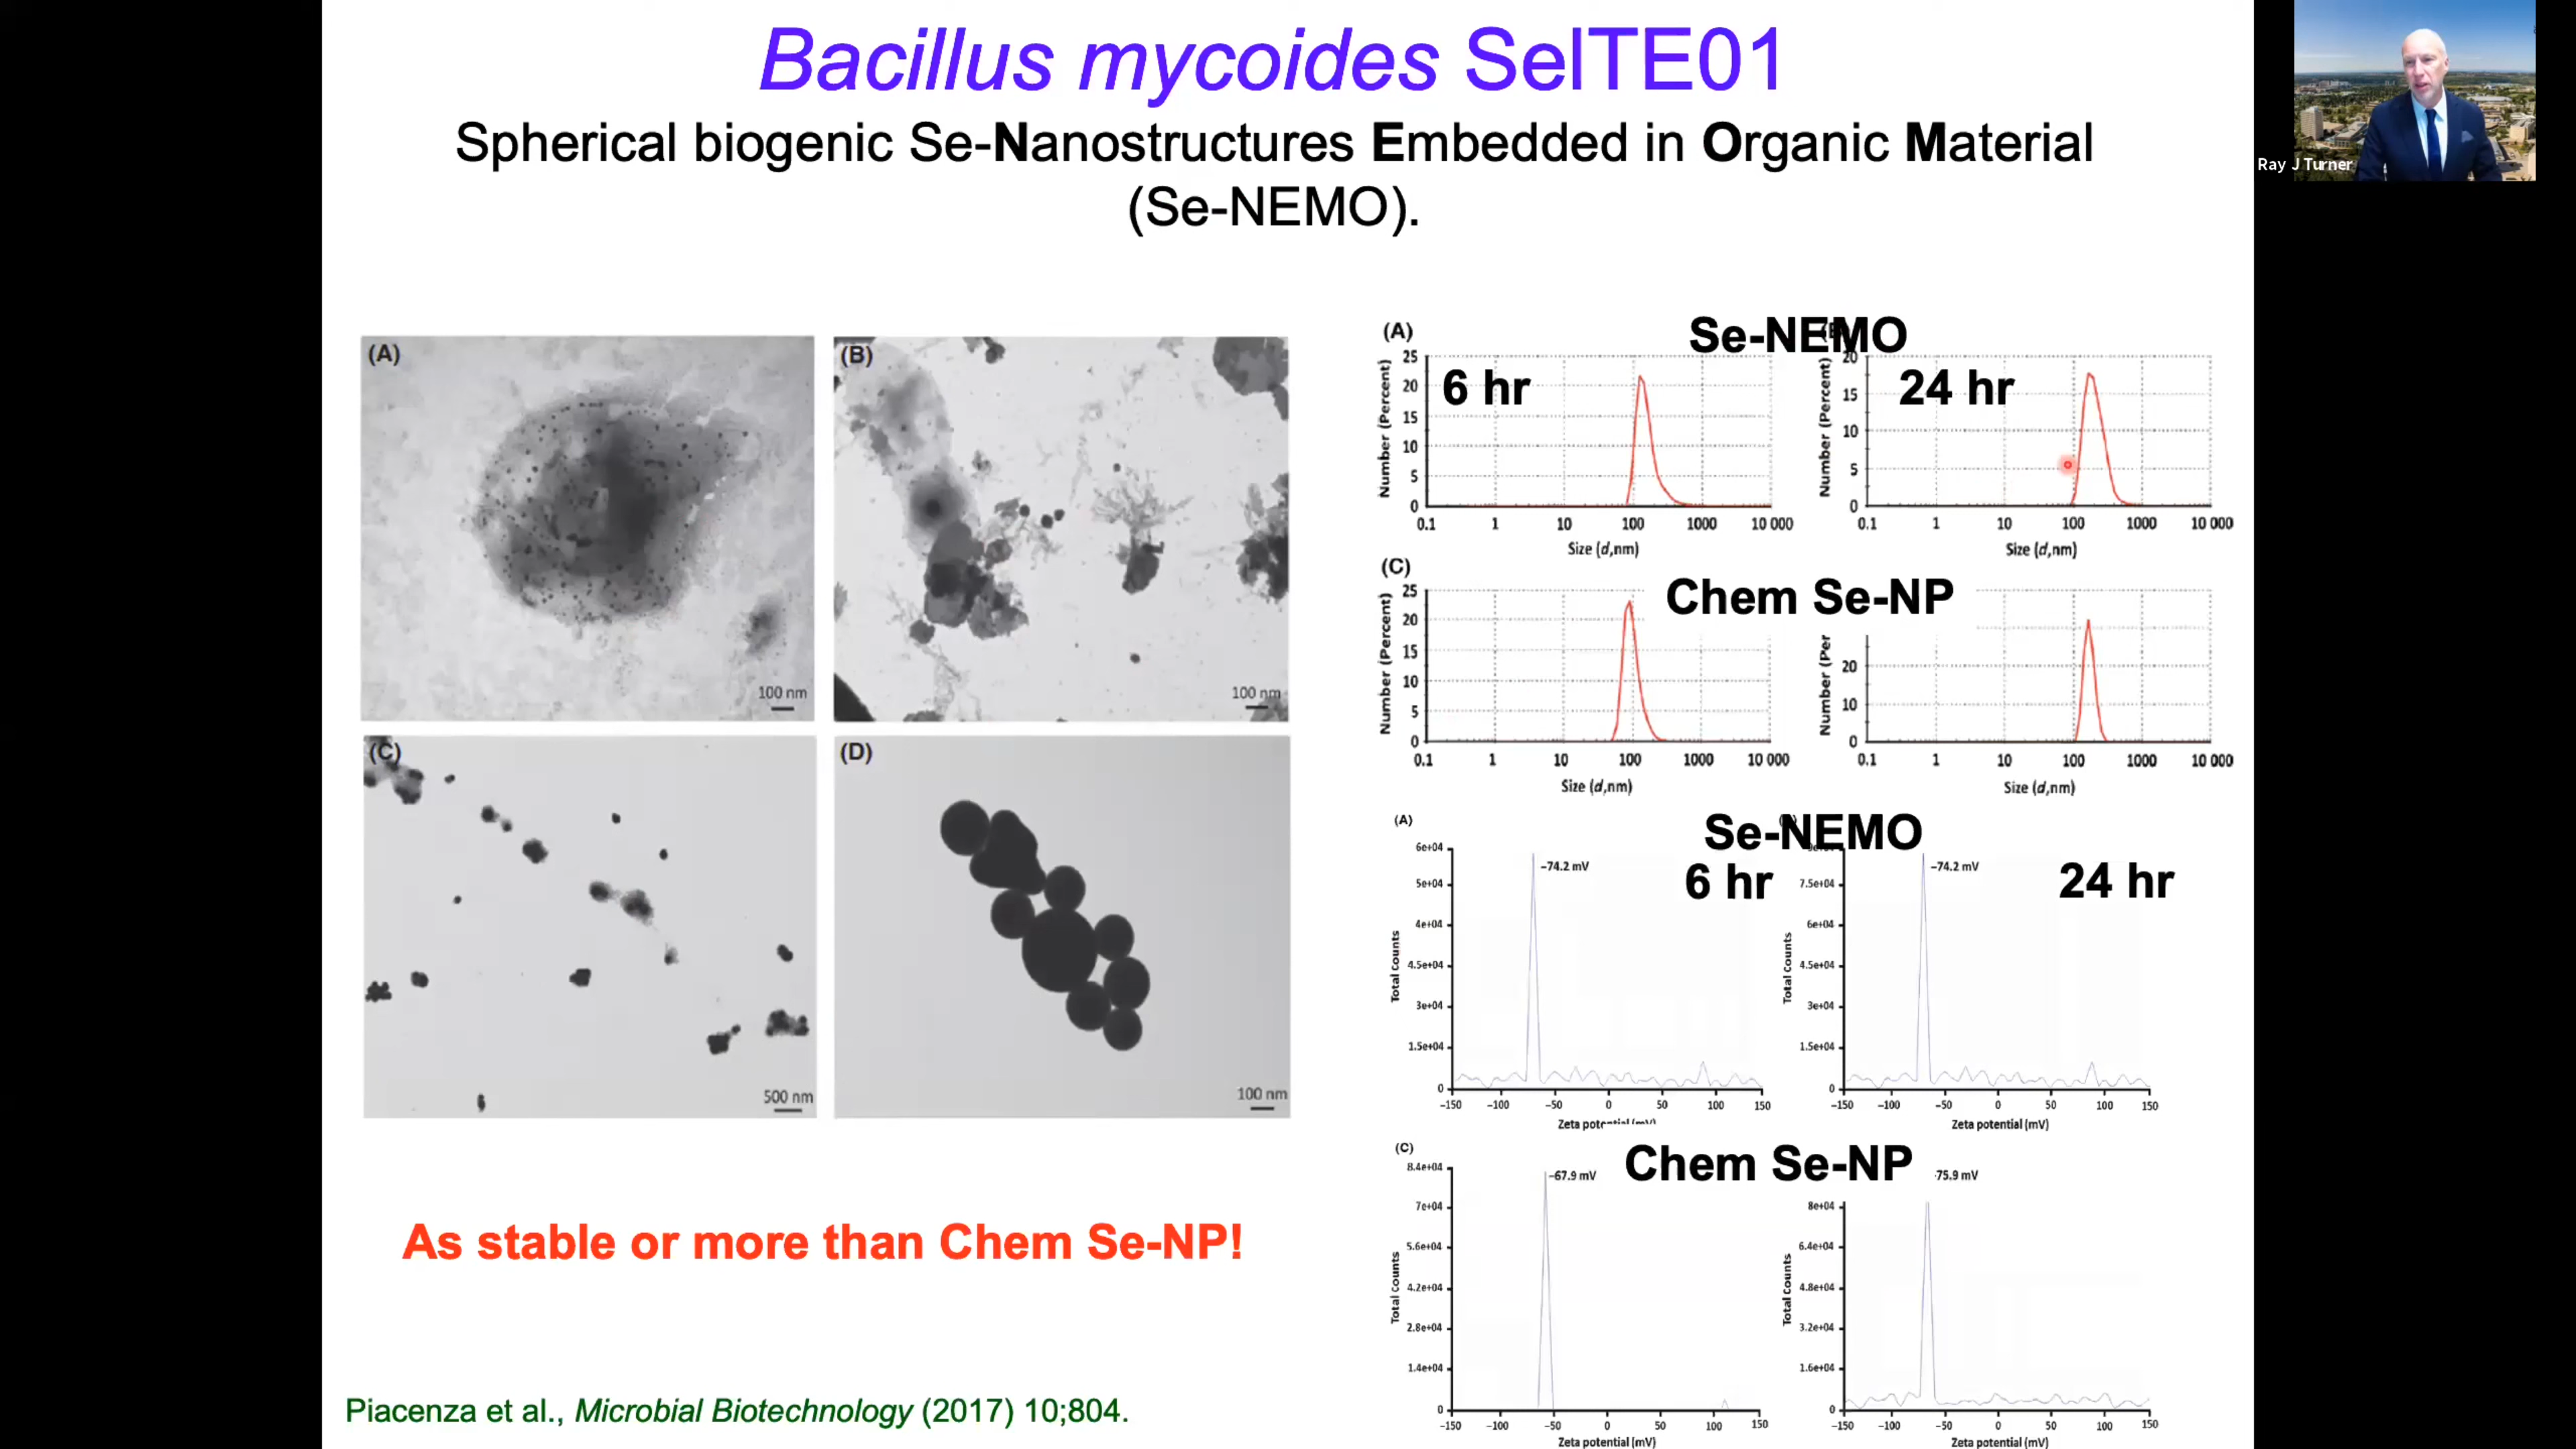 Bacillus mycoides SelTE01
Spherical biogenic Se-Nanostructures Embedded in Organic Material
(Se-NEMO).
Ray J Turner
(A)
100 nm
(B)
100 nm
(C)
500 nm
(D)
100 nm
As stable or more than Chem Se-NP!
Piacenza et al., Microbial Biotechnology (2017) 10;804.
Se-NEMO
(A)
6 hr
Number (Percent)
25
20
15
10
5
0
0.1 1 10 100 1000 10 000
Size (d,nm)
24 hr
Number (Percent)
20
15
10
5
0
0.1 1 10 100 1000 10 000
Size (d,nm)
Chem Se-NP
(C)
Number (Percent)
25
20
15
10
5
0
0.1 1 10 100 1000 10 000
Size (d,nm)
Number (Per
20
10
0
0.1 1 10 100 1000 10 000
Size (d,nm)
Se-NEMO
(A)
6 hr
−74.2 mV
Total Counts
6e+04
5e+04
4e+04
4.5e+04
3e+04
1.5e+04
0
−150 −100 −50 0 50 100 150
Zeta
24 hr
−74.2 mV
Total Counts
7.5e+04
6e+04
4.5e+04
3e+04
1.5e+04
0
−150 −100 −50 0 50 100 150
Zeta potential (mV)
Chem Se-NP
(C)
−67.9 mV
Total Counts
8.4e+04
7e+04
5.6e+04
4.2e+04
2.8e+04
1.4e+04
0
−150 −100 −50 0 50 100 150
Zeta potential (mV)
75.9 mV
Total Counts
8e+04
6.4e+04
4.8e+04
3.2e+04
1.6e+04
0
−150 −100 −50 0 50 100 150
Zeta potential (mV)